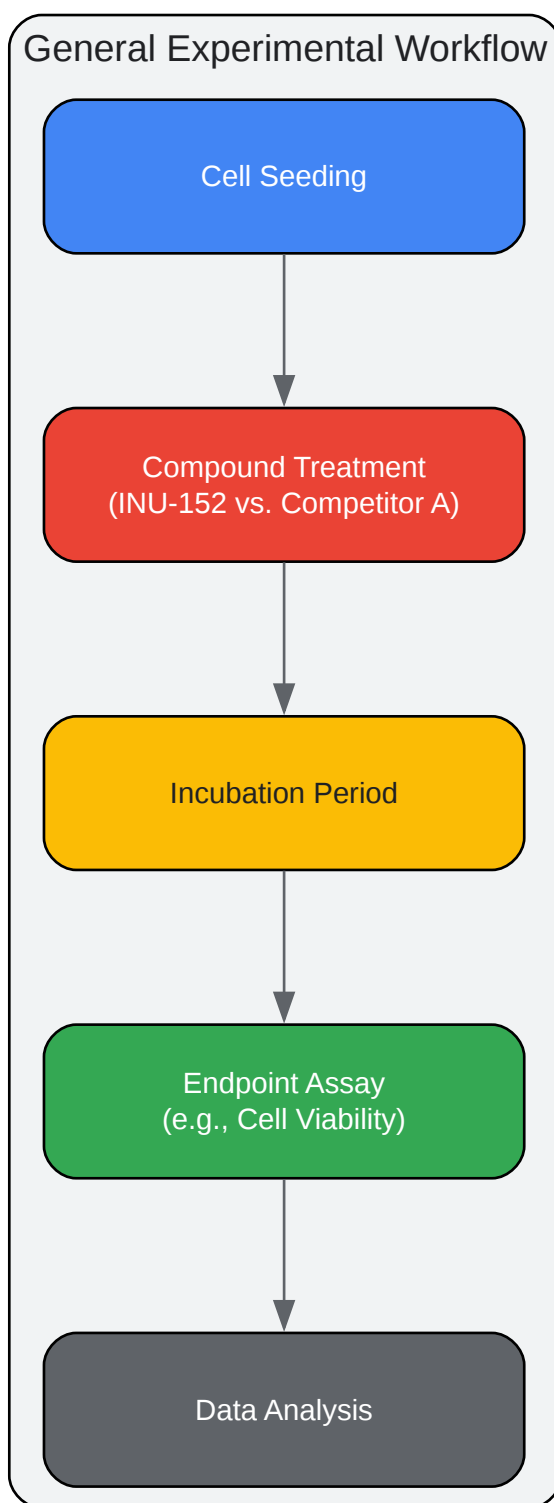 General Experimental Workflow
Cell Seeding
Compound Treatment
(INU-152 vs. Competitor A)
Incubation Period
Endpoint Assay
(e.g., Cell Viability)
Data Analysis